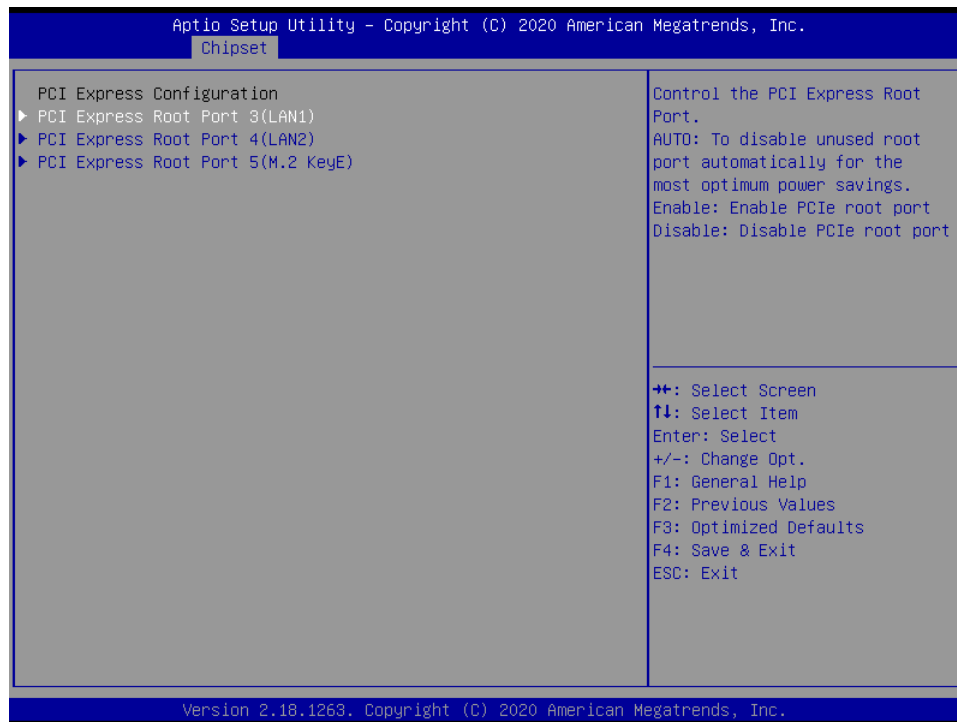 Aptio Setup Utility – Copyright (C) 2020 American Megatrends, Inc.
Chipset
PCI Express Configuration
▶ PCI Express Root Port 3(LAN1)
▶ PCI Express Root Port 4(LAN2)
▶ PCI Express Root Port 5(M.2 KeyE)
Control the PCI Express Root
Port.
AUTO: To disable unused root
port automatically for the
most optimum power savings.
Enable: Enable PCIe root port
Disable: Disable PCIe root port
→←: Select Screen
↑↓: Select Item
Enter: Select
+/-: Change Opt.
F1: General Help
F2: Previous Values
F3: Optimized Defaults
F4: Save & Exit
ESC: Exit
Version 2.18.1263. Copyright (C) 2020 American Megatrends, Inc.